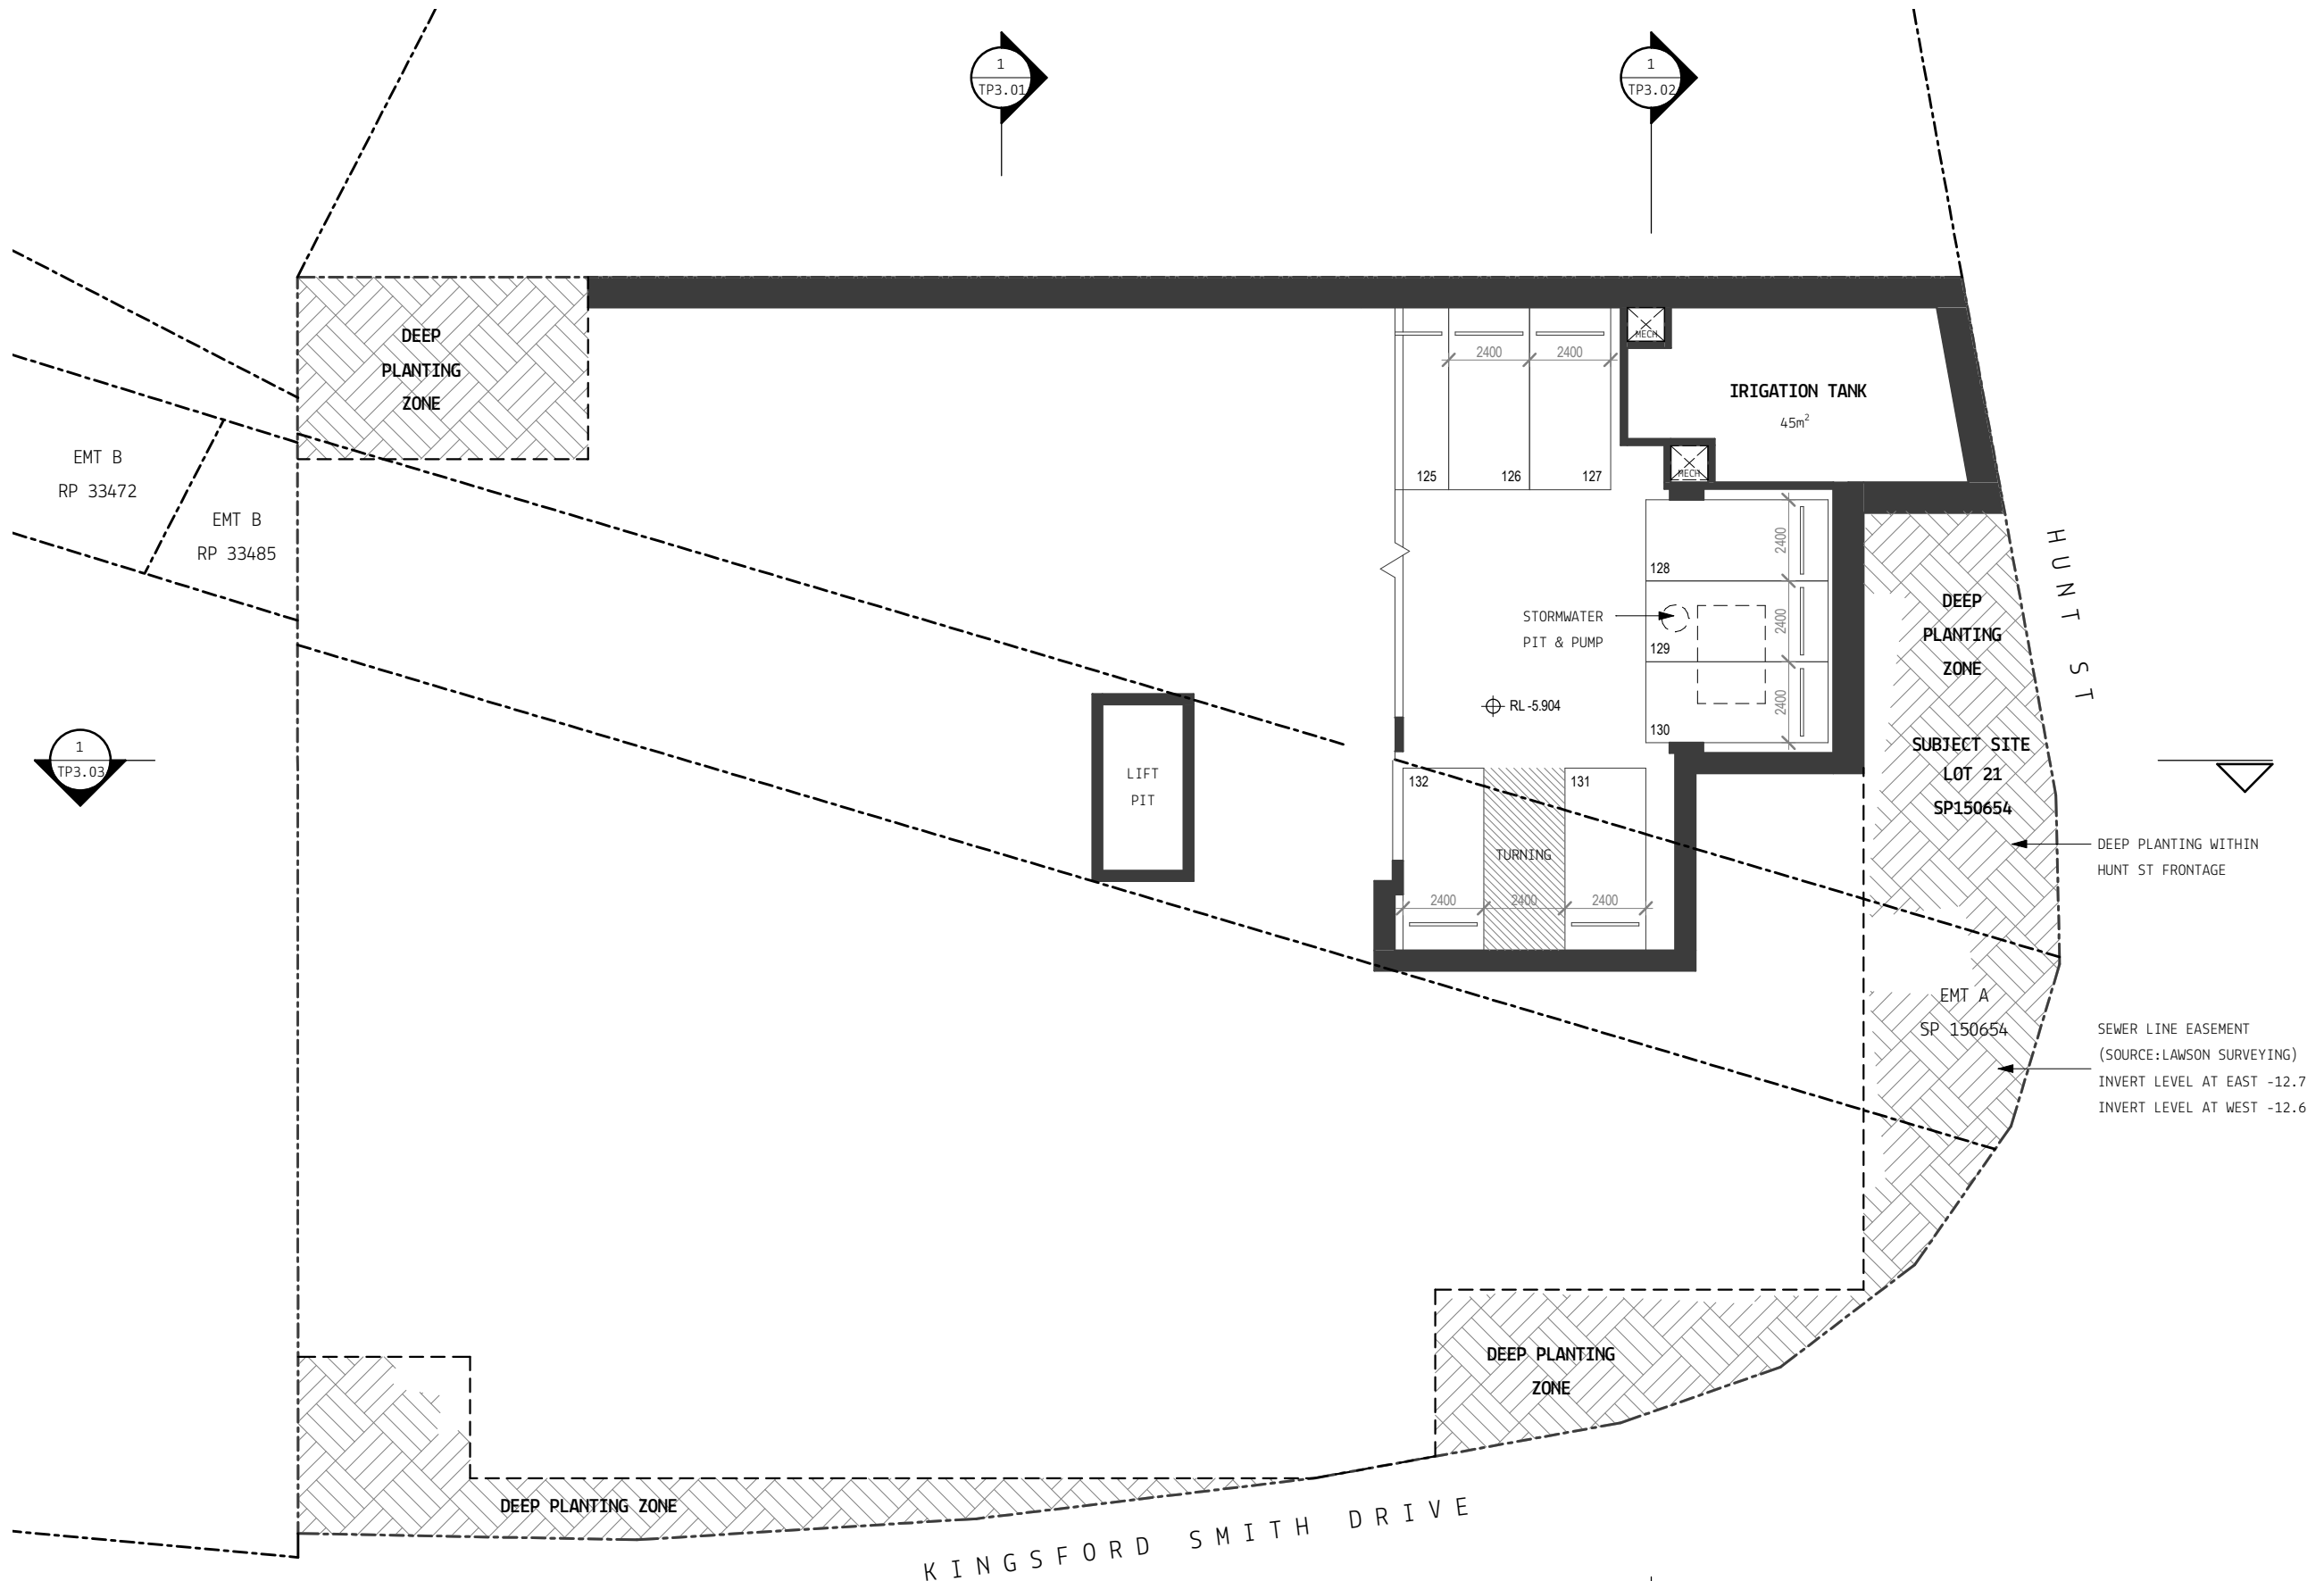 1
TP3.01
1
TP3.02
DEEP
PLANTING
ZONE
MECH
2400
2400
IRIGATION TANK
45m²
EMT B
RP 33472
125
126
127
MECH
EMT B
RP 33485
2400
128
HUNT ST
DEEP
PLANTING
ZONE
STORMWATER
PIT & PUMP
2400
129
RL -5.904
2400
130
SUBJECT SITE
LOT 21
SP150654
1
TP3.03
LIFT
PIT
132
131
TURNING
DEEP PLANTING WITHIN
HUNT ST FRONTAGE
2400
2400
2400
EMT A
SP 150654
SEWER LINE EASEMENT
(SOURCE:LAWSON SURVEYING)
INVERT LEVEL AT EAST -12.7
INVERT LEVEL AT WEST -12.6
DEEP PLANTING
ZONE
DEEP PLANTING ZONE
KINGSFORD SMITH DRIVE